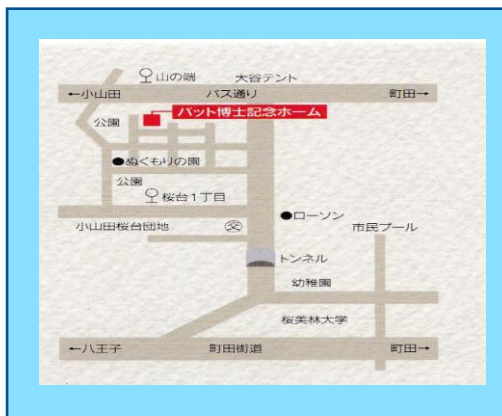 山の端
大谷テント
←小山田
バス通り
町田→
バット博士記念ホーム
公園
●ぬくもりの園
公園
桜台1丁目
●ローソン
小山田桜台団地
交
市民プール
トンネル
幼稚園
桜美林大学
←八王子
町田街道
町田→